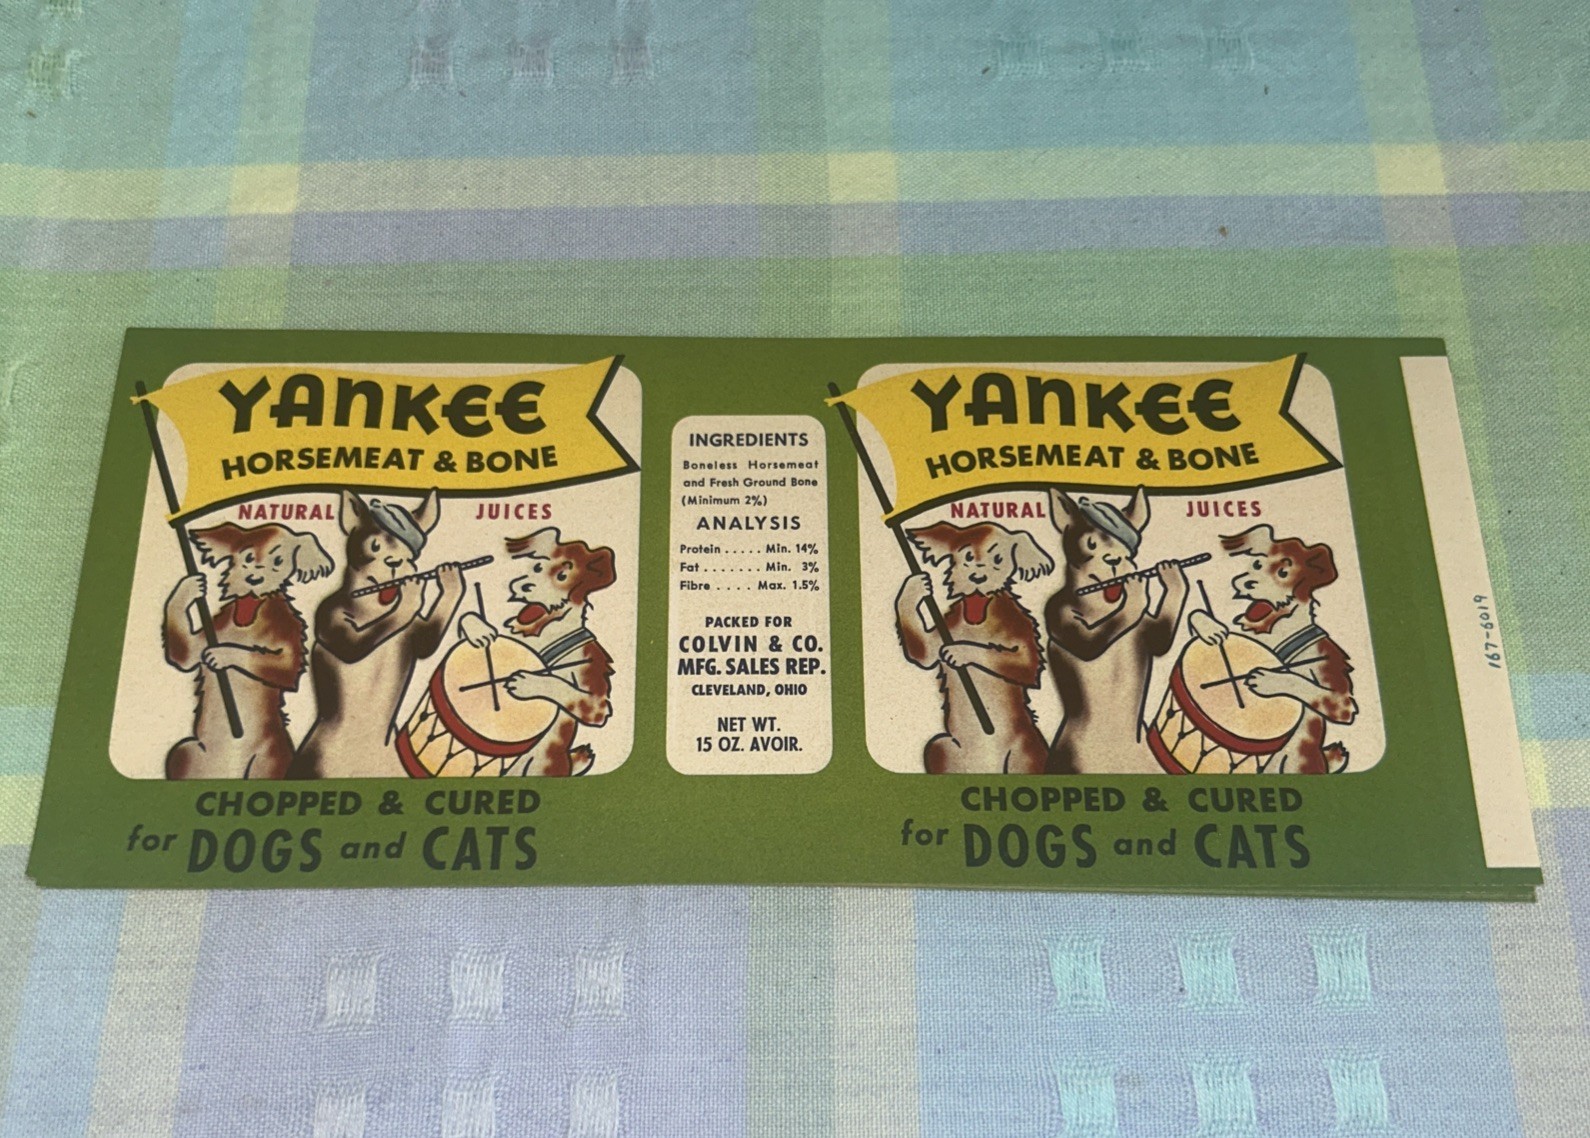 YANKEE
HORSEMEAT & BONE
NATURAL JUICES
CHOPPED & CURED
for DOGS and CATS
INGREDIENTS
Boneless Horsemeat
and Fresh Ground Bone
(Minimum 2%)
ANALYSIS
Protein ..... Min. 14%
Fat ....... Min. 3%
Fibre .... Max. 1.5%
PACKED FOR
COLVIN & CO.
MFG. SALES REP.
CLEVELAND, OHIO
NET WT.
15 OZ. AVOIR.
YANKEE
HORSEMEAT & BONE
NATURAL JUICES
CHOPPED & CURED
for DOGS and CATS
167-6019